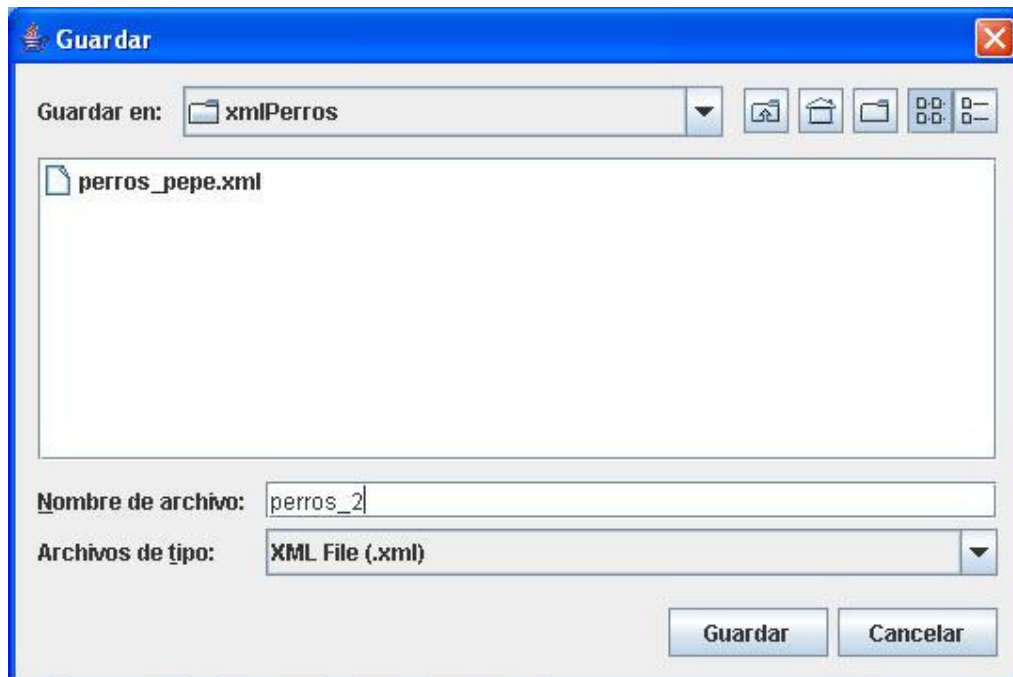 Guardar
Guardar en: xmlPerros
perros_pepe.xml
Nombre de archivo: perros_2
Archivos de tipo: XML File (.xml)
Guardar Cancelar